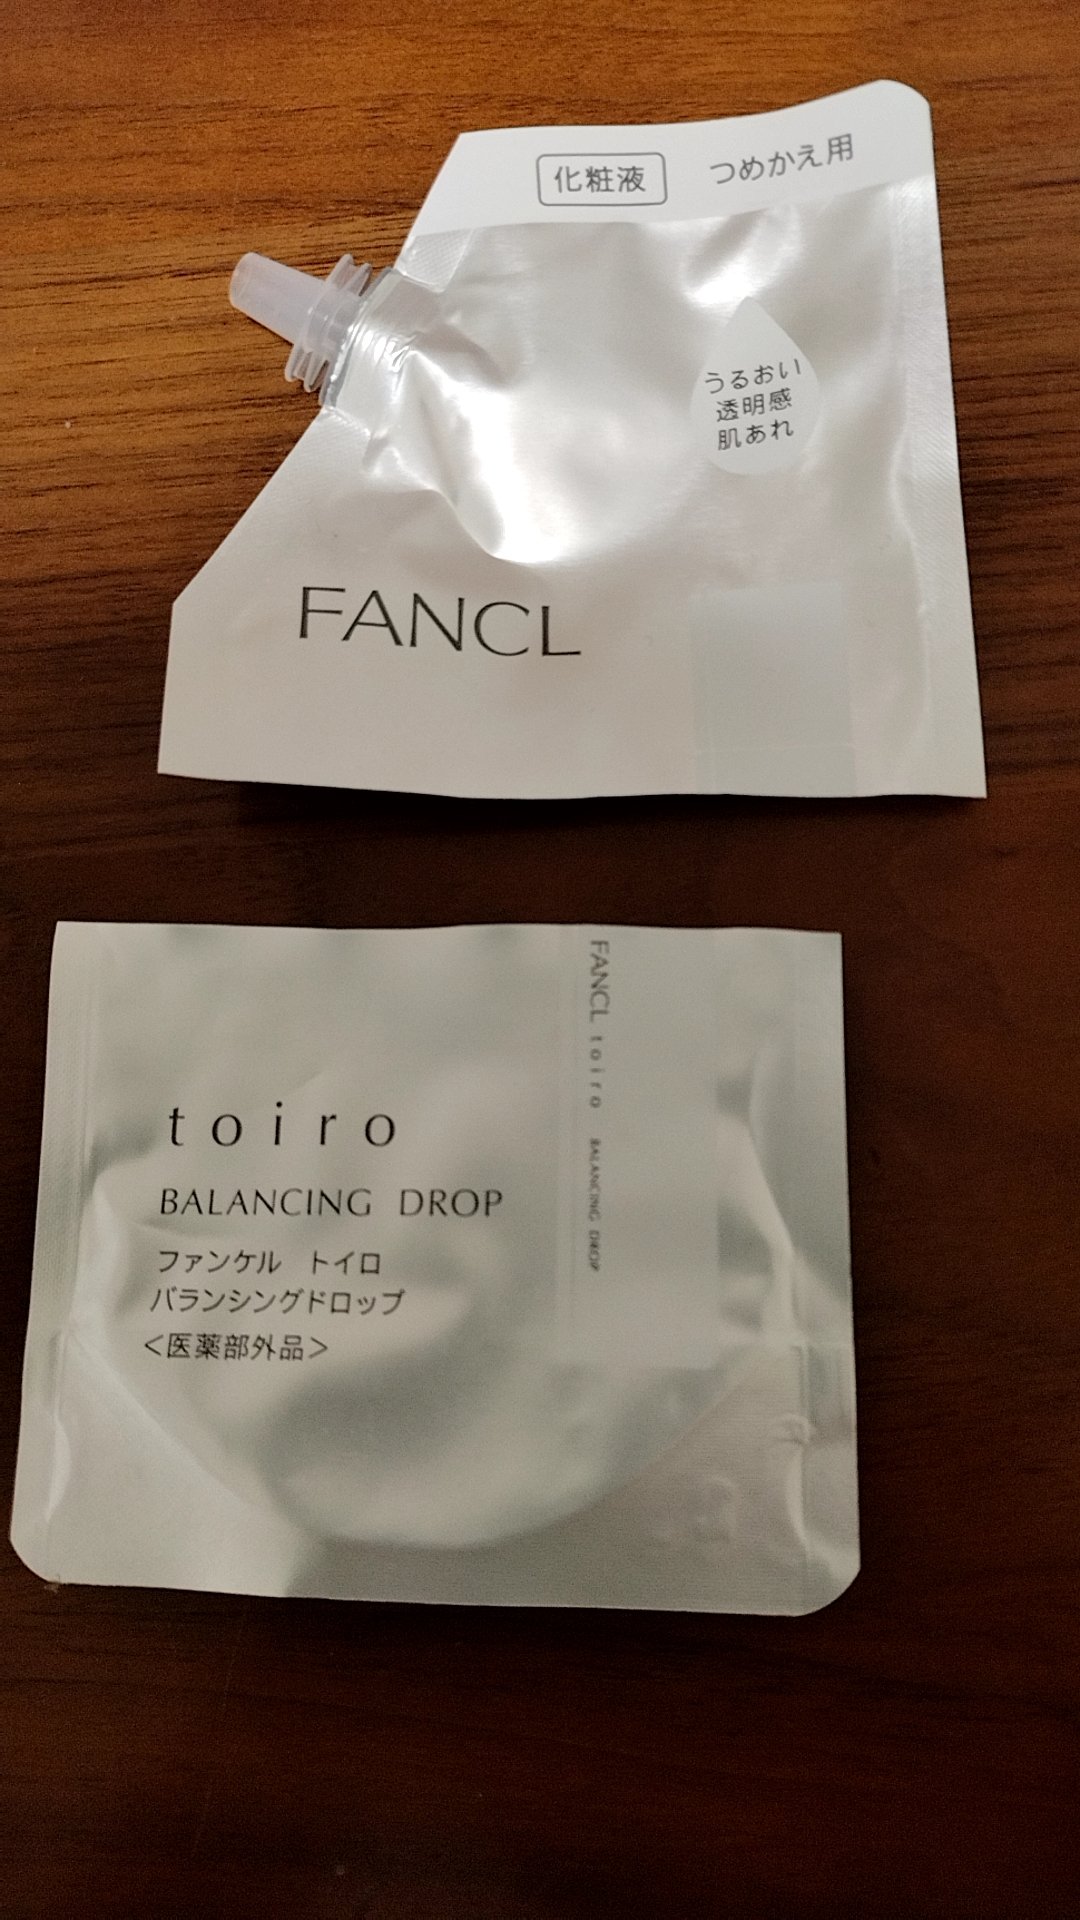 化粧液 つめかえ用
うるおい
透明感
肌あれ
FANCL
FANCL toiro BALANCING DROP
toiro
BALANCING DROP
ファンケル トイロ
バランシングドロップ
<医薬部外品>